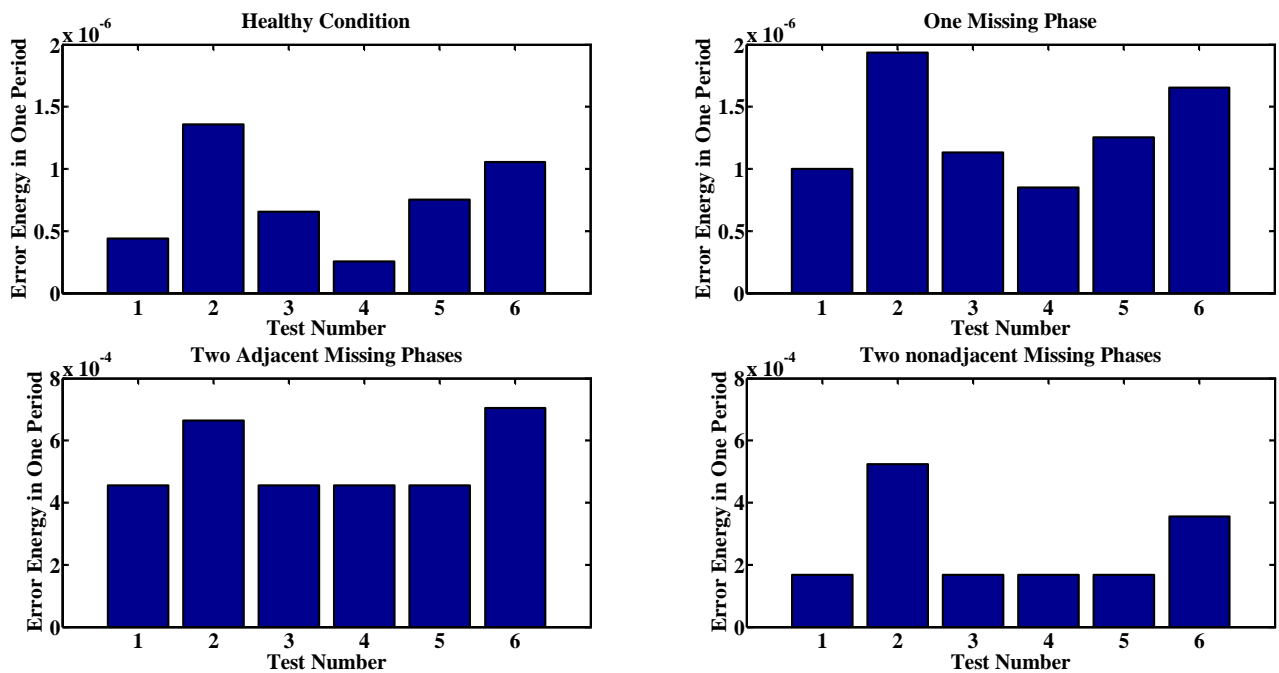 Healthy Condition
x 10^-6
Error Energy in One Period
2
1.5
1
0.5
0
1 2 3 4 5 6
Test Number
One Missing Phase
x 10^-6
Error Energy in One Period
2
1.5
1
0.5
0
1 2 3 4 5 6
Test Number
Two Adjacent Missing Phases
x 10^-4
Error Energy in One Period
8
6
4
2
0
1 2 3 4 5 6
Test Number
Two nonadjacent Missing Phases
x 10^-4
Error Energy in One Period
8
6
4
2
0
1 2 3 4 5 6
Test Number